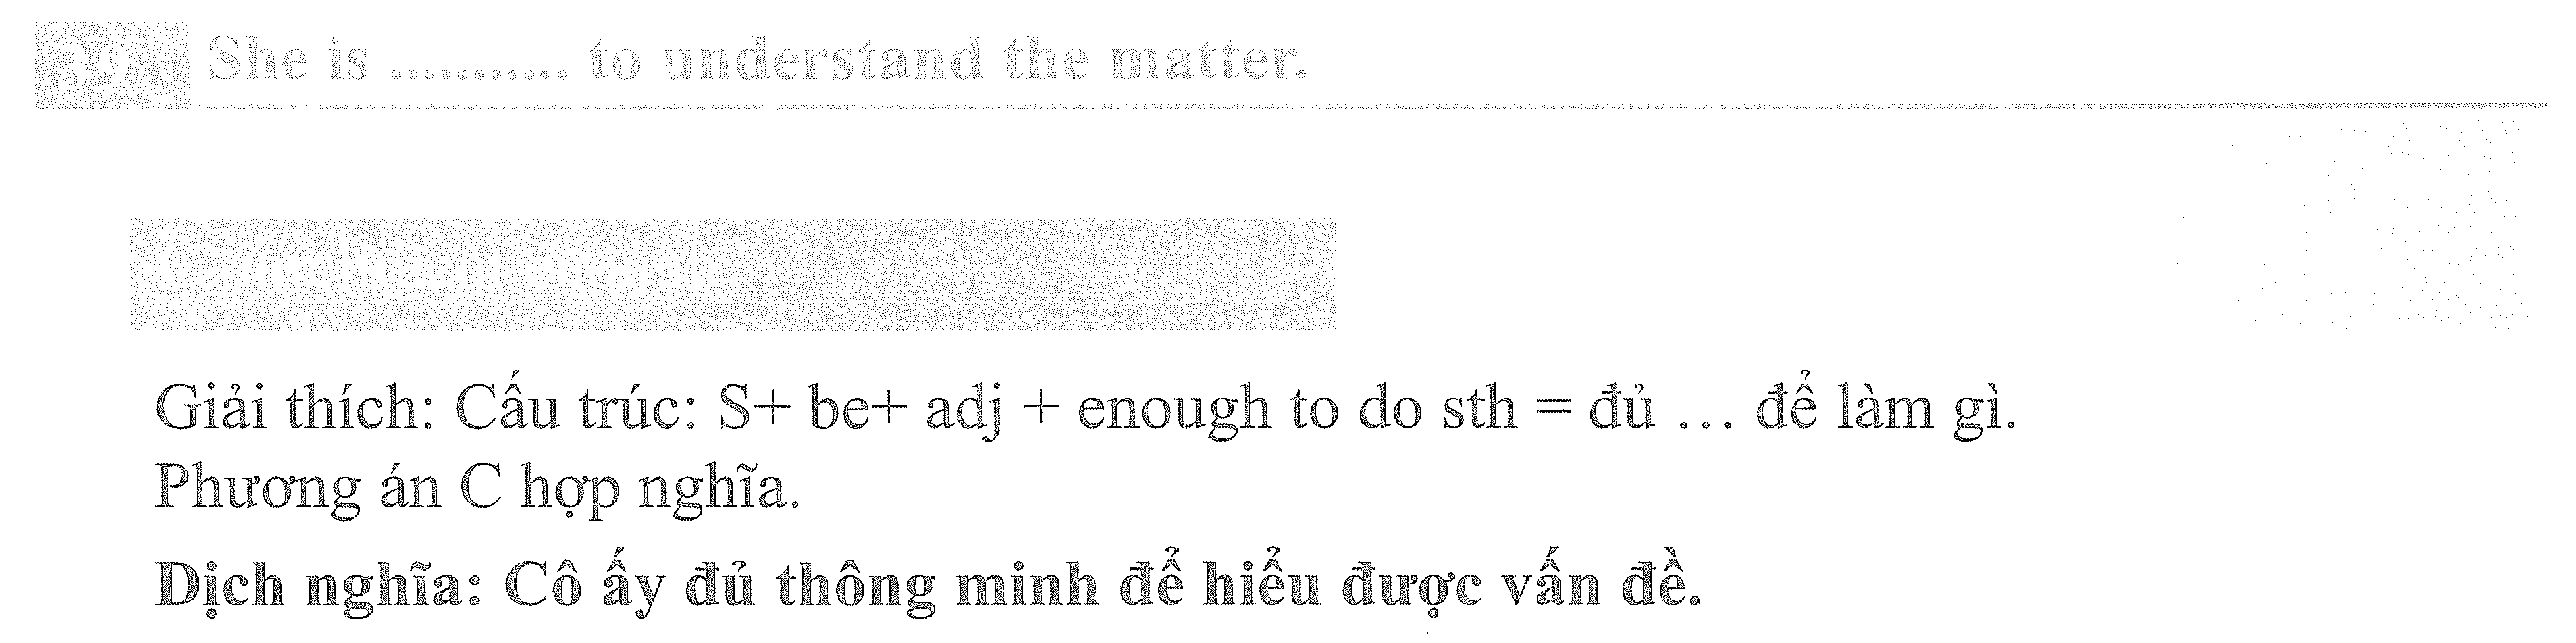 39 She is ........... to understand the matter.
C. intelligent enough
Giải thích: Cấu trúc: S+ be+ adj + enough to do sth = đủ … để làm gì.
Phương án C hợp nghĩa.
Dịch nghĩa: Cô ấy đủ thông minh để hiểu được vấn đề.